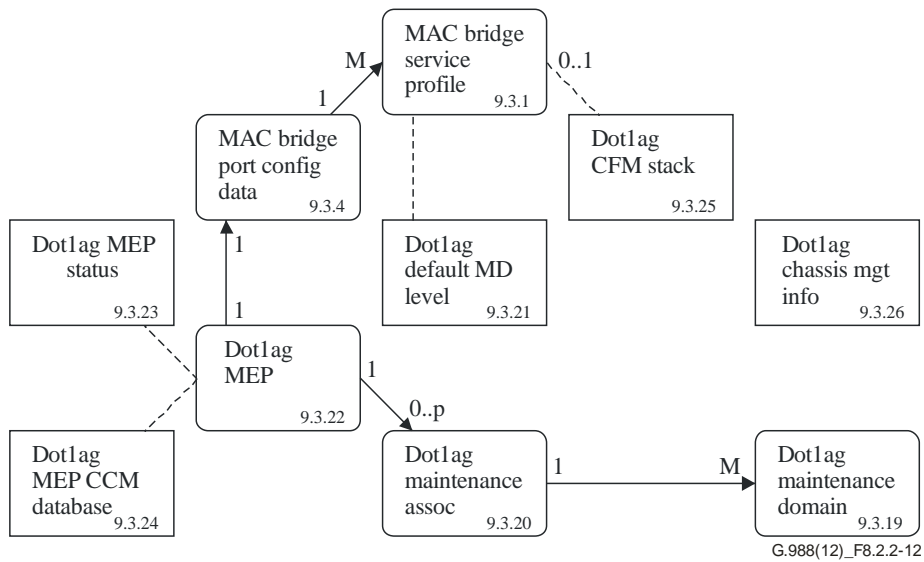 MAC bridge
service
profile
9.3.1
M
0..1
1
MAC bridge
port config
data
9.3.4
Dot1ag
CFM stack
9.3.25
Dot1ag MEP
status
9.3.23
1
Dot1ag
default MD
level
9.3.21
Dot1ag
chassis mgt
info
9.3.26
1
Dot1ag
MEP
9.3.22
1
0..p
Dot1ag
MEP CCM
database
9.3.24
Dot1ag
maintenance
assoc
9.3.20
1
M
Dot1ag
maintenance
domain
9.3.19
G.988(12)_F8.2.2-12